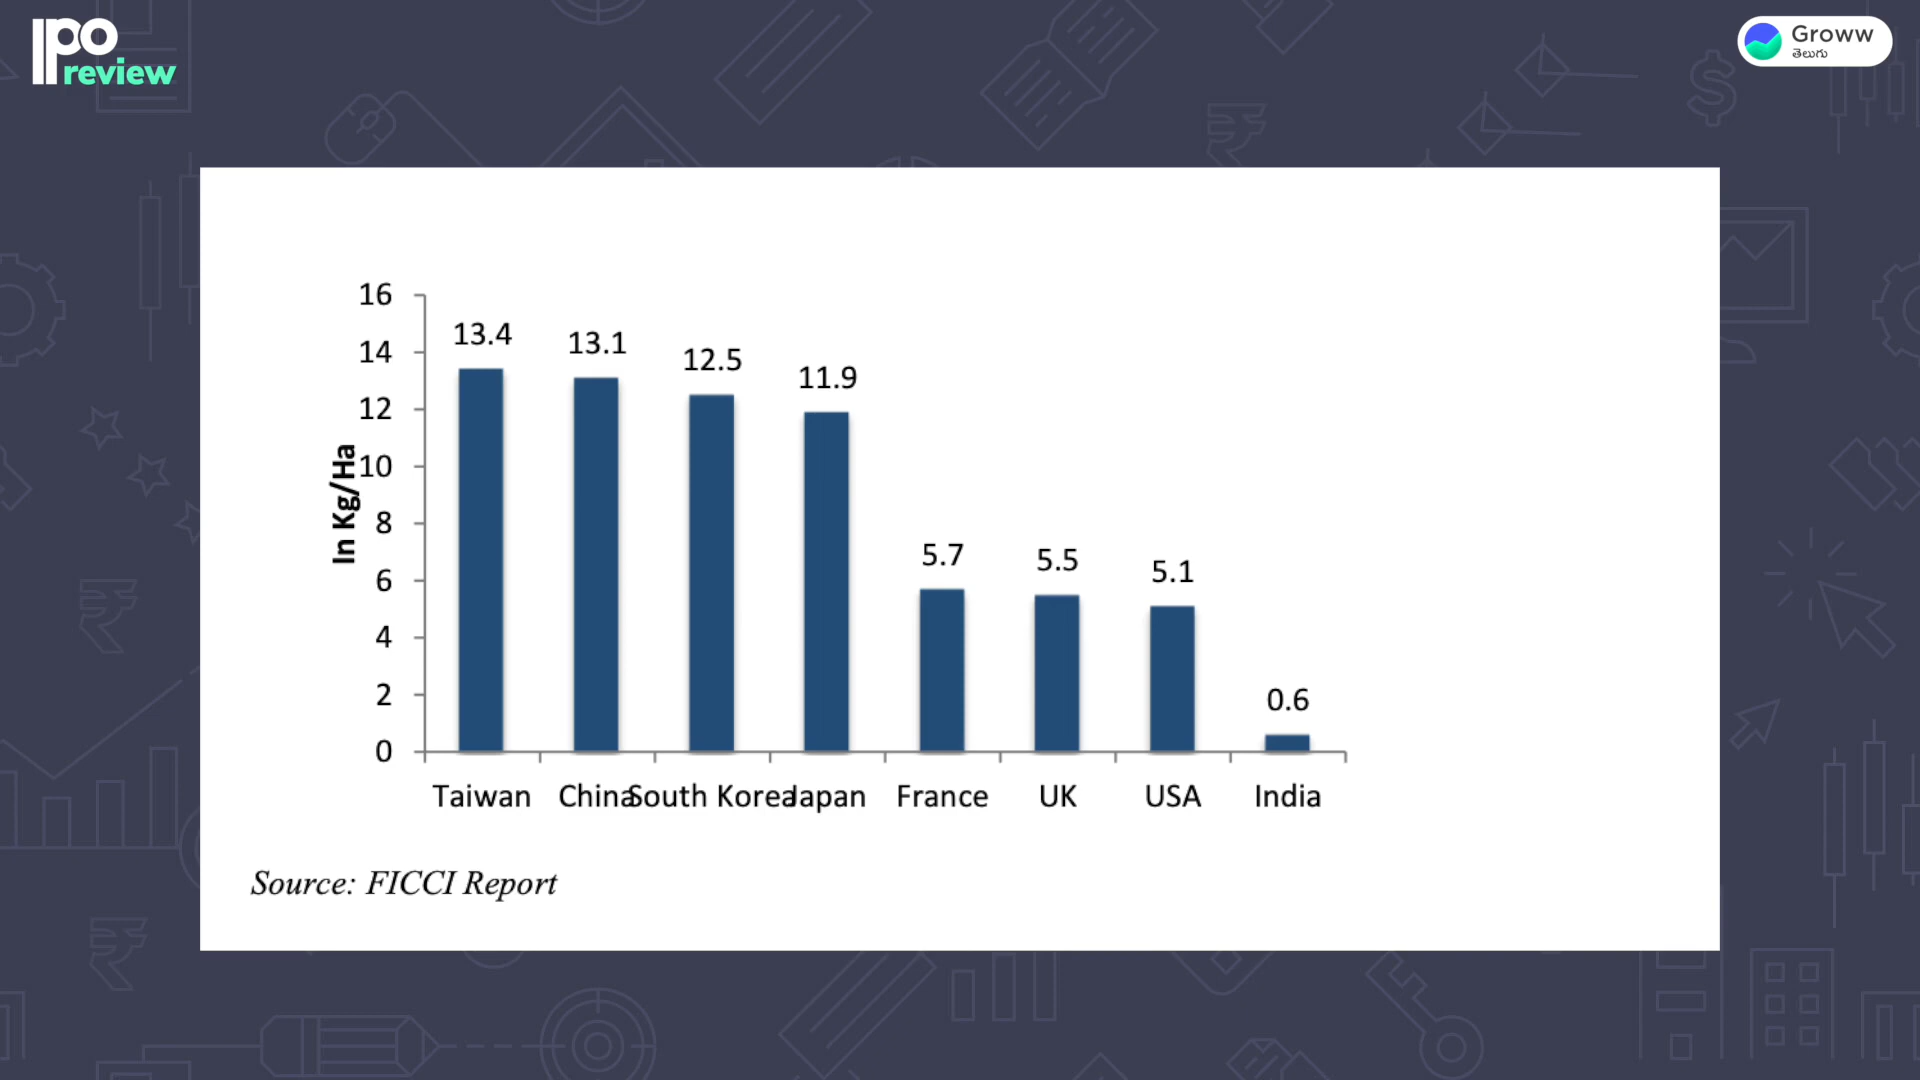 IPO
review
Groww
తెలుగు
16
14
12
10
8
6
4
2
0
In Kg/Ha
13.4
13.1
12.5
11.9
5.7
5.5
5.1
0.6
Taiwan
China
South Korea
Japan
France
UK
USA
India
Source: FICCI Report